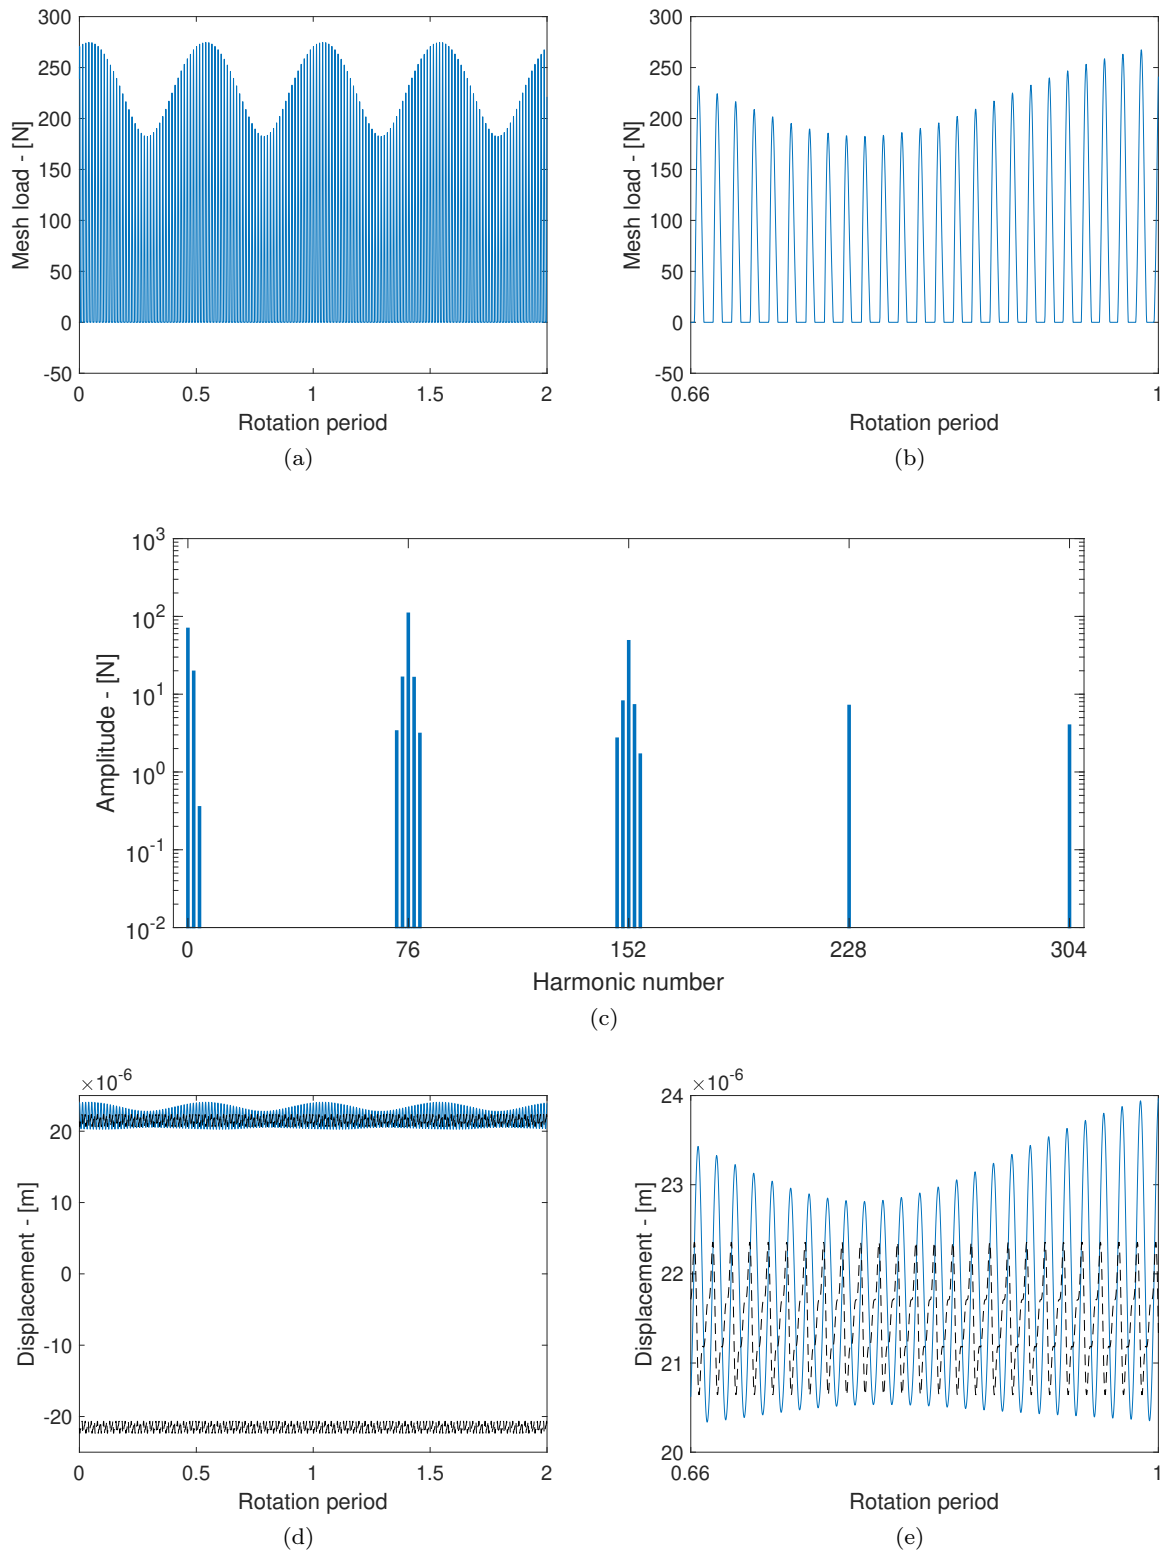 300
250
200
150
100
50
0
-50
Mesh load - [N]
0 0.5 1 1.5 2
Rotation period
(a)
300
250
200
150
100
50
0
-50
Mesh load - [N]
0.66 1
Rotation period
(b)
10^3
10^2
10^1
10^0
10^-1
10^-2
Amplitude - [N]
0 76 152 228 304
Harmonic number
(c)
×10^-6
20
10
0
-10
-20
Displacement - [m]
0 0.5 1 1.5 2
Rotation period
(d)
×10^-6
24
23
22
21
20
Displacement - [m]
0.66 1
Rotation period
(e)